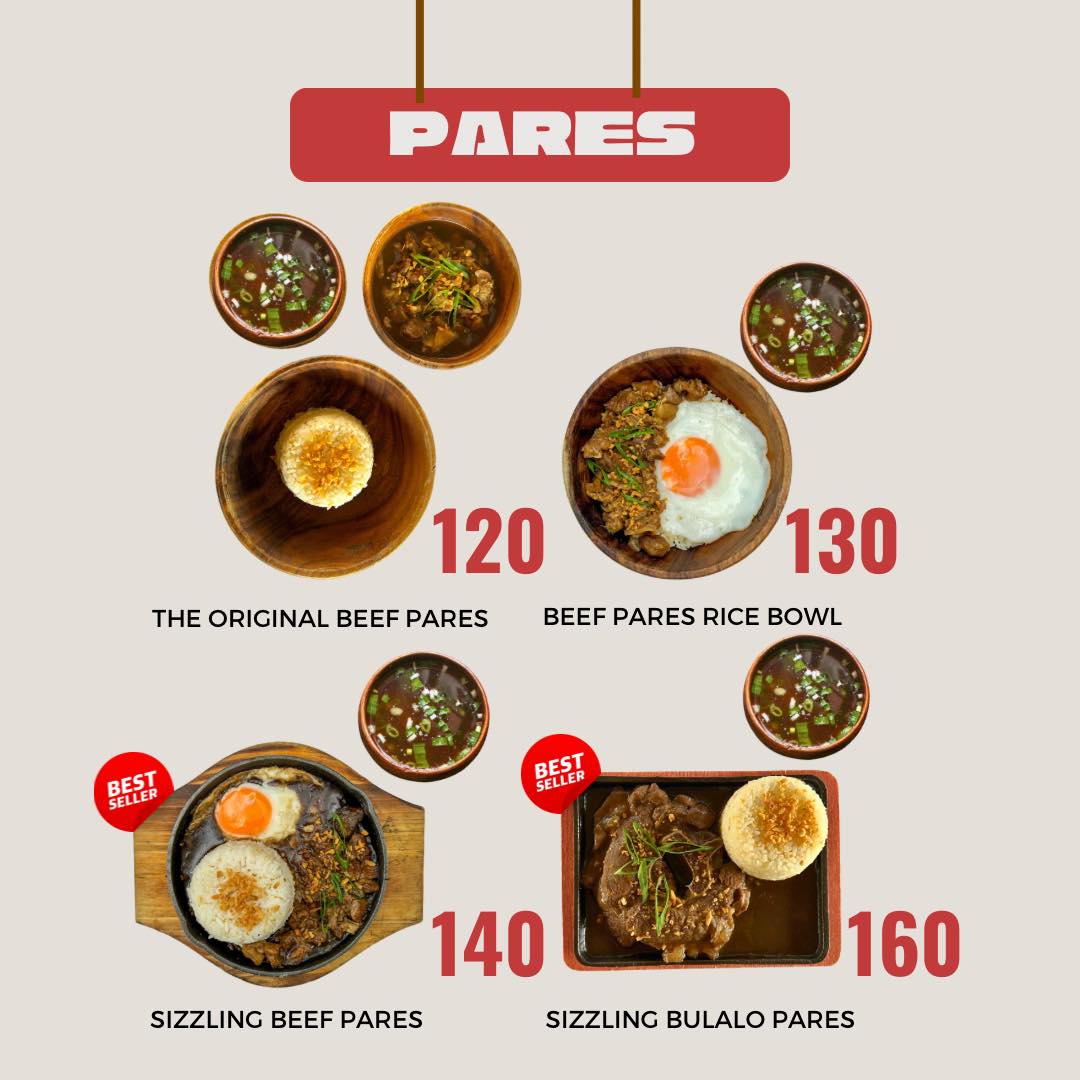 PARES
120
130
THE ORIGINAL BEEF PARES
BEEF PARES RICE BOWL
BEST
SELLER
BEST
SELLER
140
160
SIZZLING BEEF PARES
SIZZLING BULALO PARES